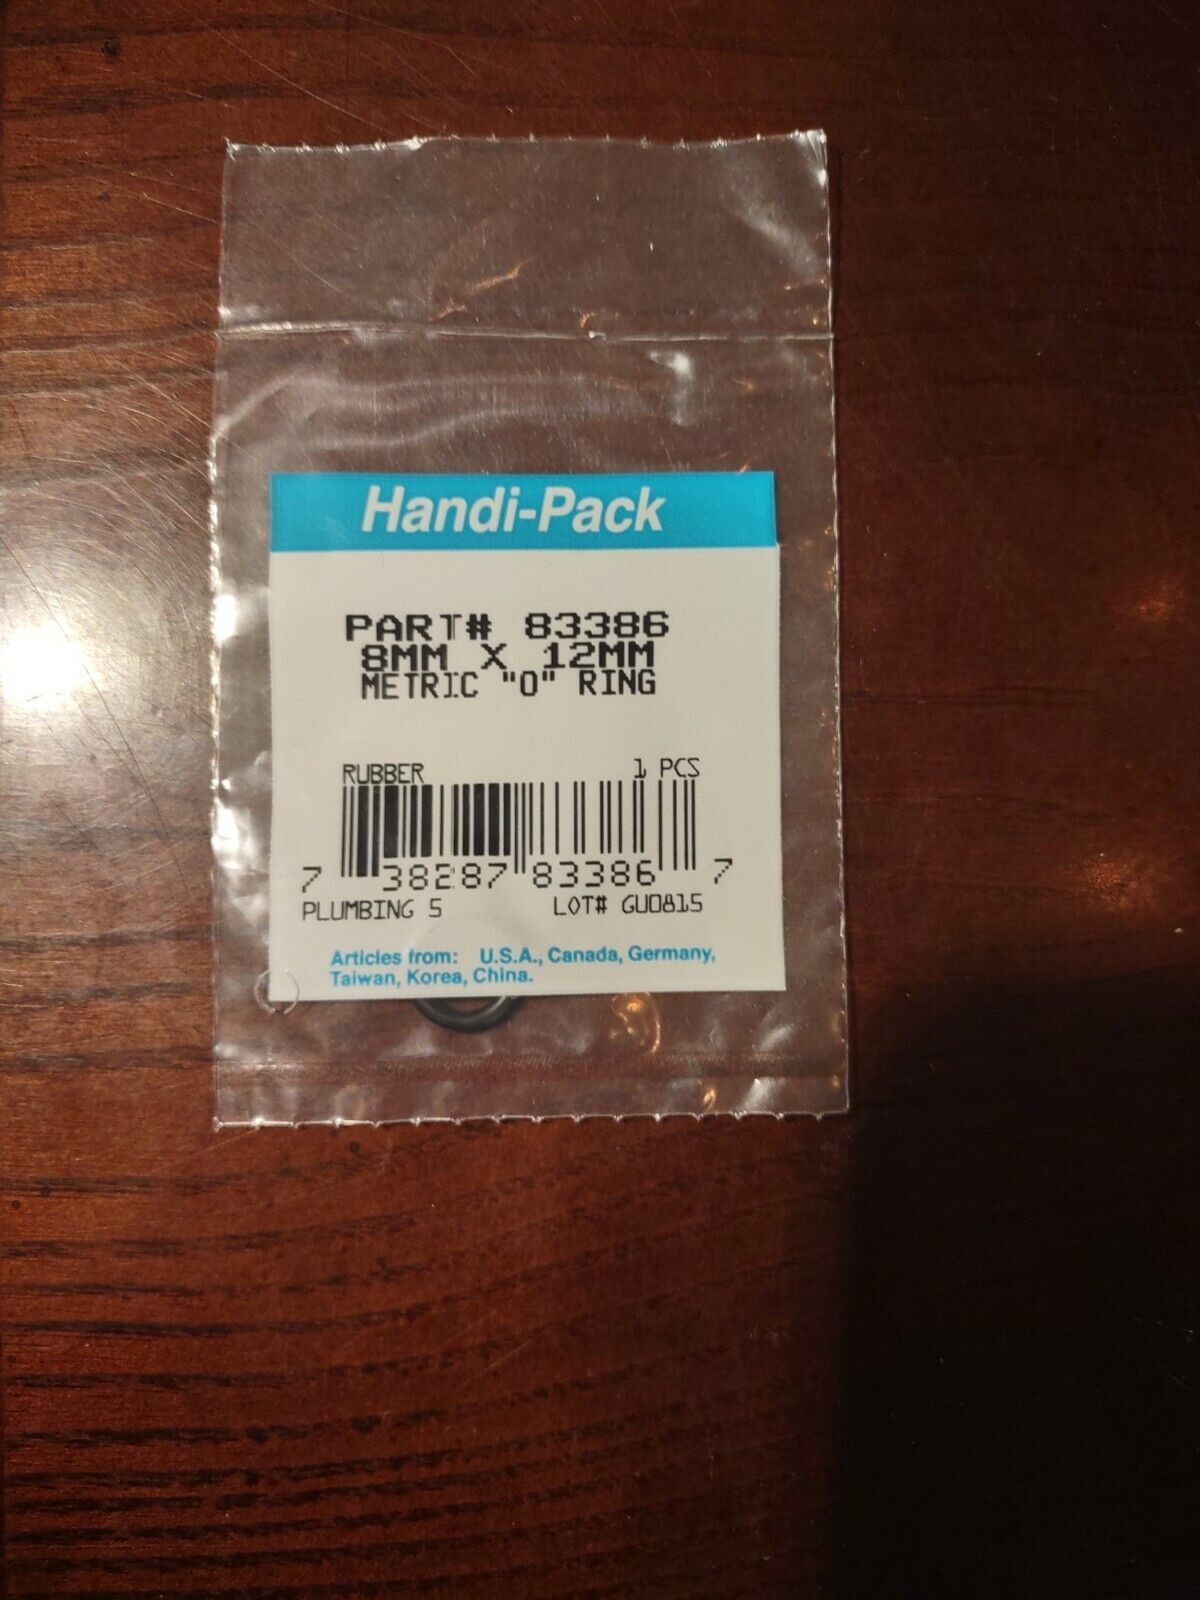 Handi-Pack
PART# 83386
8MM X 12MM
METRIC "O" RING
RUBBER 1 PCS
7 38287 83386 7
PLUMBING 5 LOT# GU0815
Articles from: U.S.A., Canada, Germany,
Taiwan, Korea, China.